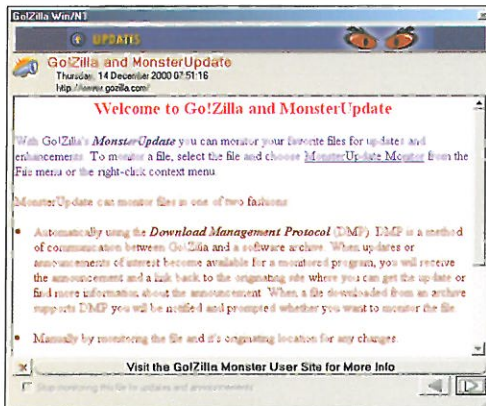 Go!Zilla Win/NT
UPDATES
Go!Zilla and MonsterUpdate
Thursday, 14 December 2000 07:51:16
http://www.gozilla.com/
Welcome to Go!Zilla and MonsterUpdate
With Go!Zilla's MonsterUpdate you can monitor your favorite files for updates and
enhancements. To monitor a file, select the file and choose MonsterUpdate Monitor from the
File menu or the right-click context menu.
MonsterUpdate can monitor files in one of two fashions
• Automatically using the Download Management Protocol (DMP). DMP is a method
of communication between Go!Zilla and a software archive. When updates or
announcements of interest become available for a monitored program, you will receive
the announcement and a link back to the originating site where you can get the update or
find more information about the announcement. When a file downloaded from an archive
supports DMP you will be notified and prompted whether you want to monitor the file.
• Manually by monitoring the file and it's originating location for any changes.
Visit the Go!Zilla Monster User Site for More Info
Stop monitoring this file for updates and announcements